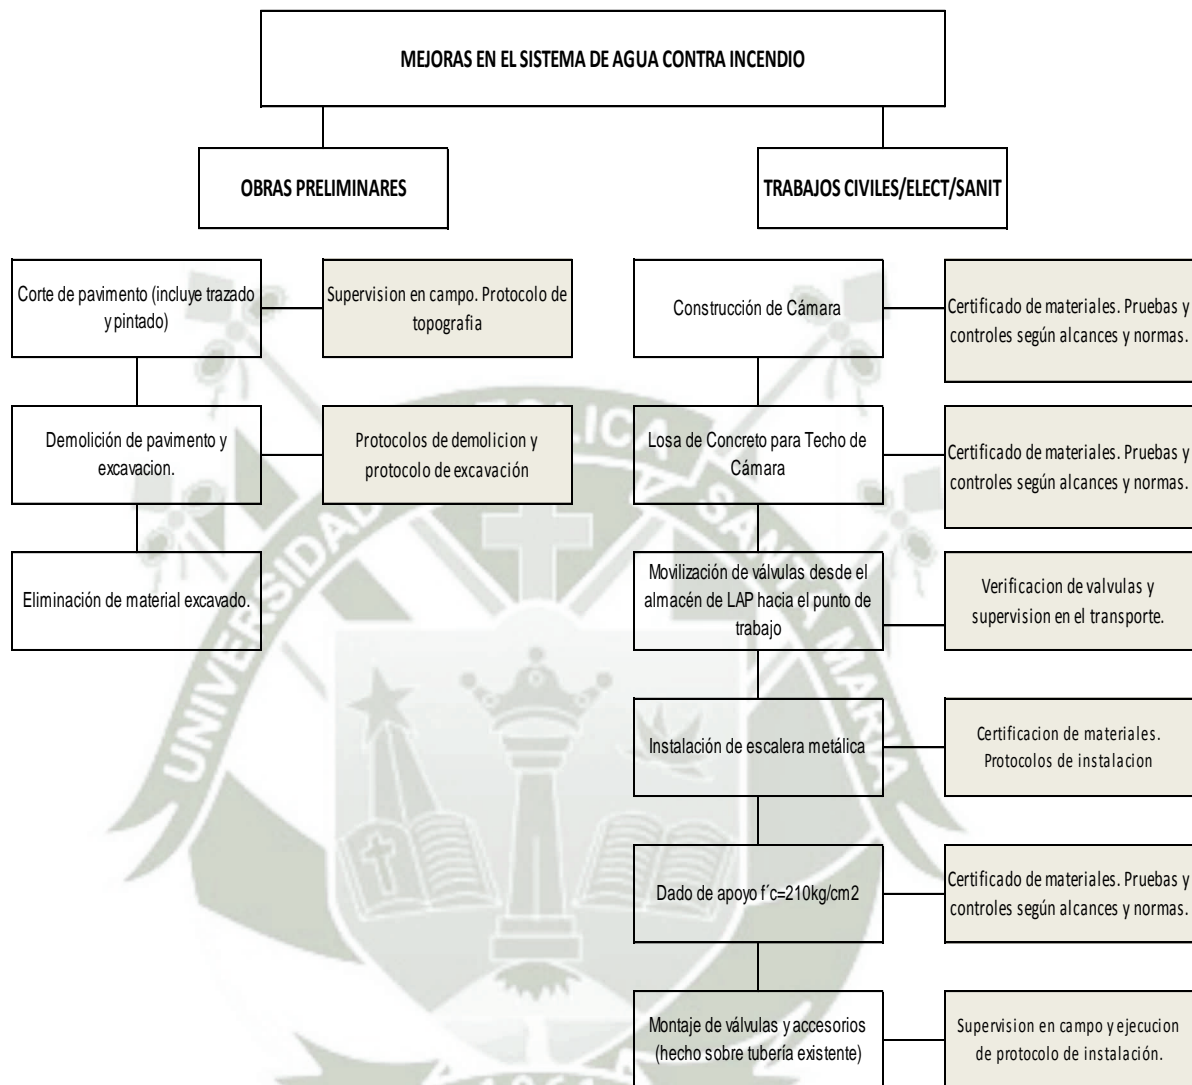 MEJORAS EN EL SISTEMA DE AGUA CONTRA INCENDIO
OBRAS PRELIMINARES
TRABAJOS CIVILES/ELECT/SANIT
Corte de pavimento (incluye trazado
y pintado)
Supervision en campo. Protocolo de
topografia
Construcción de Cámara
Certificado de materiales. Pruebas y
controles según alcances y normas.
Demolición de pavimento y
excavacion.
Protocolos de demolicion y
protocolo de excavación
Losa de Concreto para Techo de
Cámara
Certificado de materiales. Pruebas y
controles según alcances y normas.
Eliminación de material excavado.
Movilización de válvulas desde el
almacén de LAP hacia el punto de
trabajo
Verificacion de valvulas y
supervision en el transporte.
Instalación de escalera metálica
Certificacion de materiales.
Protocolos de instalacion
Dado de apoyo f´c=210kg/cm2
Certificado de materiales. Pruebas y
controles según alcances y normas.
Montaje de válvulas y accesorios
(hecho sobre tubería existente)
Supervision en campo y ejecucion
de protocolo de instalación.
UNIVERSIDAD
SANTA MARIA